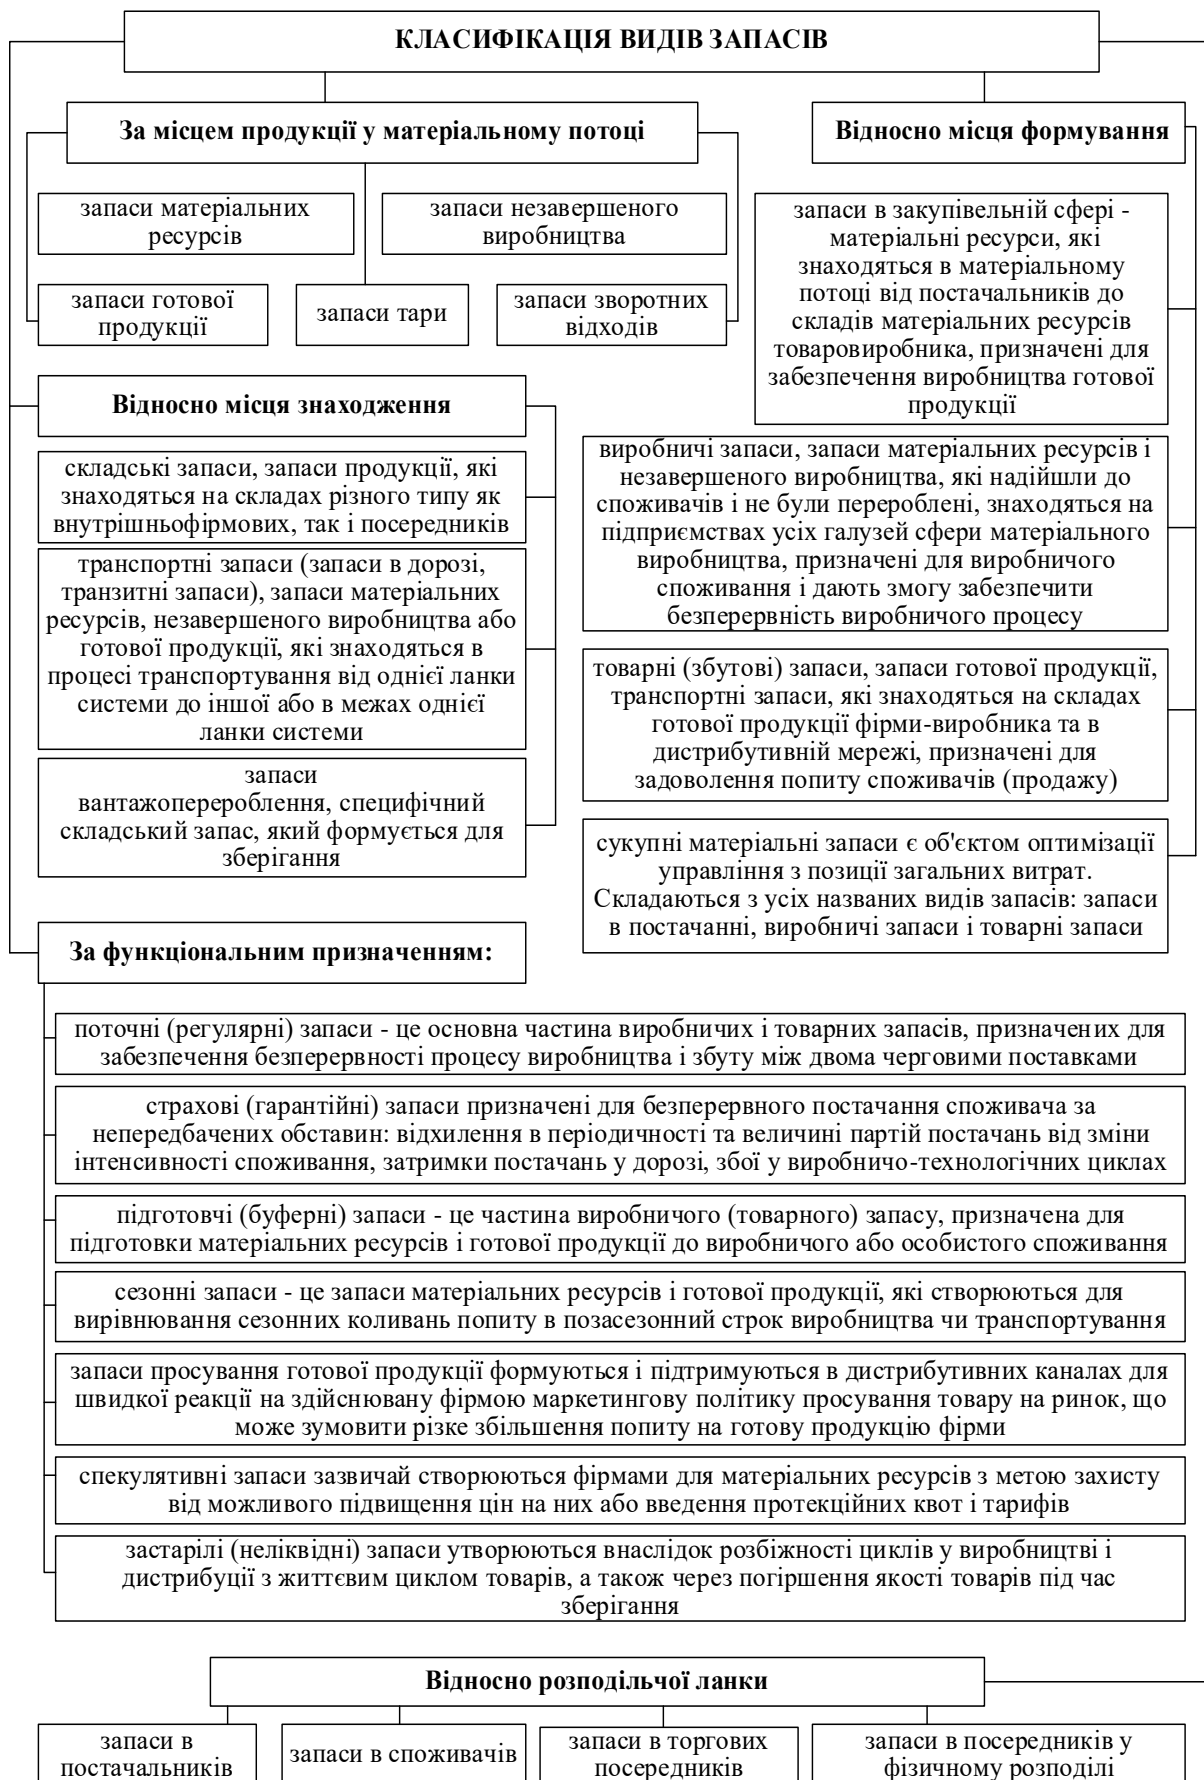 КЛАСИФІКАЦІЯ ВИДІВ ЗАПАСІВ
За місцем продукції у матеріальному потоці
Відносно місця формування
запаси матеріальних
ресурсів
запаси незавершеного
виробництва
запаси готової
продукції
запаси тари
запаси зворотних
відходів
запаси в закупівельній сфері -
матеріальні ресурси, які
знаходяться в матеріальному
потоці від постачальників до
складів матеріальних ресурсів
товаровиробника, призначені для
забезпечення виробництва готової
продукції
Відносно місця знаходження
складські запаси, запаси продукції, які
знаходяться на складах різного типу як
внутрішньофірмових, так і посередників
транспортні запаси (запаси в дорозі,
транзитні запаси), запаси матеріальних
ресурсів, незавершеного виробництва або
готової продукції, які знаходяться в
процесі транспортування від однієї ланки
системи до іншої або в межах однієї
ланки системи
запаси
вантажоперероблення, специфічний
складський запас, який формується для
зберігання
виробничі запаси, запаси матеріальних ресурсів і
незавершеного виробництва, які надійшли до
споживачів і не були перероблені, знаходяться на
підприємствах усіх галузей сфери матеріального
виробництва, призначені для виробничого
споживання і дають змогу забезпечити
безперервність виробничого процесу
товарні (збутові) запаси, запаси готової продукції,
транспортні запаси, які знаходяться на складах
готової продукції фірми-виробника та в
дистрибутивній мережі, призначені для
задоволення попиту споживачів (продажу)
сукупні матеріальні запаси є об'єктом оптимізації
управління з позиції загальних витрат.
Складаються з усіх названих видів запасів: запаси
в постачанні, виробничі запаси і товарні запаси
За функціональним призначенням:
поточні (регулярні) запаси - це основна частина виробничих і товарних запасів, призначених для
забезпечення безперервності процесу виробництва і збуту між двома черговими поставками
страхові (гарантійні) запаси призначені для безперервного постачання споживача за
непередбачених обставин: відхилення в періодичності та величині партій постачань від зміни
інтенсивності споживання, затримки постачань у дорозі, збої у виробничо-технологічних циклах
підготовчі (буферні) запаси - це частина виробничого (товарного) запасу, призначена для
підготовки матеріальних ресурсів і готової продукції до виробничого або особистого споживання
сезонні запаси - це запаси матеріальних ресурсів і готової продукції, які створюються для
вирівнювання сезонних коливань попиту в позасезонний строк виробництва чи транспортування
запаси просування готової продукції формуються і підтримуються в дистрибутивних каналах для
швидкої реакції на здійснювану фірмою маркетингову політику просування товару на ринок, що
може зумовити різке збільшення попиту на готову продукцію фірми
спекулятивні запаси зазвичай створюються фірмами для матеріальних ресурсів з метою захисту
від можливого підвищення цін на них або введення протекційних квот і тарифів
застарілі (неліквідні) запаси утворюються внаслідок розбіжності циклів у виробництві і
дистрибуції з життєвим циклом товарів, а також через погіршення якості товарів під час
зберігання
Відносно розподільчої ланки
запаси в
постачальників
запаси в споживачів
запаси в торгових
посередників
запаси в посередників у
фізичному розподілі